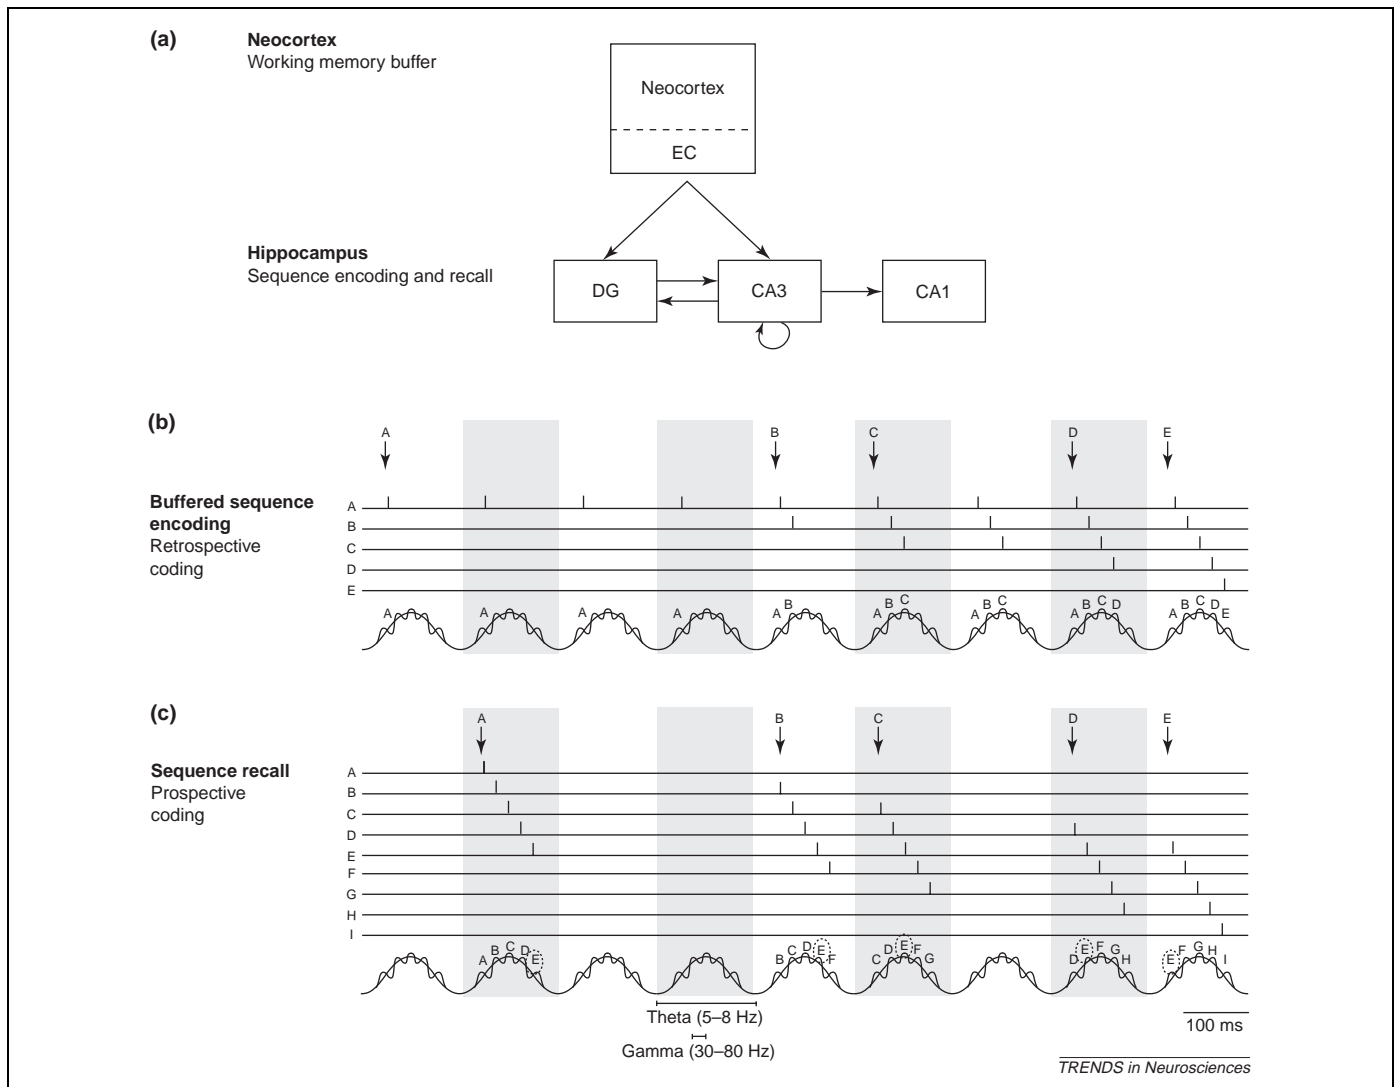 (a)
Neocortex
Working memory buffer
Neocortex
EC
Hippocampus
Sequence encoding and recall
DG
CA3
CA1
(b)
A
B
C
D
E
Buffered sequence
encoding
Retrospective
coding
A
B
C
D
E
A
A
A
A
A B
A B C
A B C
A B C D
A B C D E
(c)
A
B
C
D
E
Sequence recall
Prospective
coding
A
B
C
D
E
F
G
H
I
A B C D E
B C D E F
C D E F G
D E F G H
E F G H I
Theta (5–8 Hz)
Gamma (30–80 Hz)
100 ms
TRENDS in Neurosciences